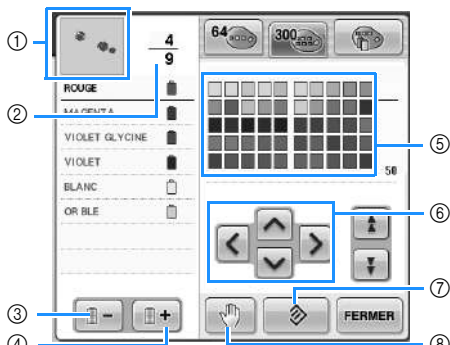 ① 4 64 300
9
② ROUGE
MAGENTA
VIOLET GLYCINE ⑤
VIOLET 50
BLANC ⑥
OR BLE
⑦
③ - + FERMER
④ ⑧